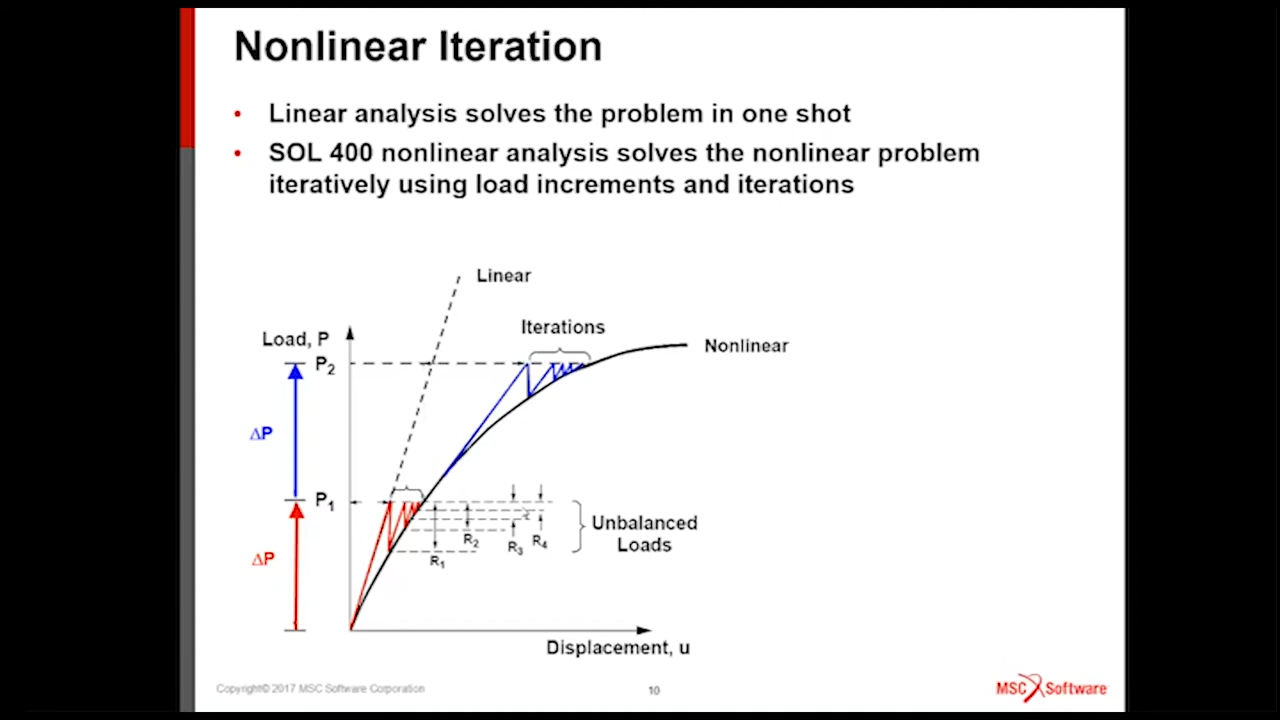 Nonlinear Iteration
• Linear analysis solves the problem in one shot
• SOL 400 nonlinear analysis solves the nonlinear problem
iteratively using load increments and iterations
Linear
Iterations
Load, P
Nonlinear
P₂
ΔP
P₁
Unbalanced
Loads
R₁
R₂
R₃
R₄
ΔP
Displacement, u
Copyright© 2017 MSC Software Corporation
10
MSC Software